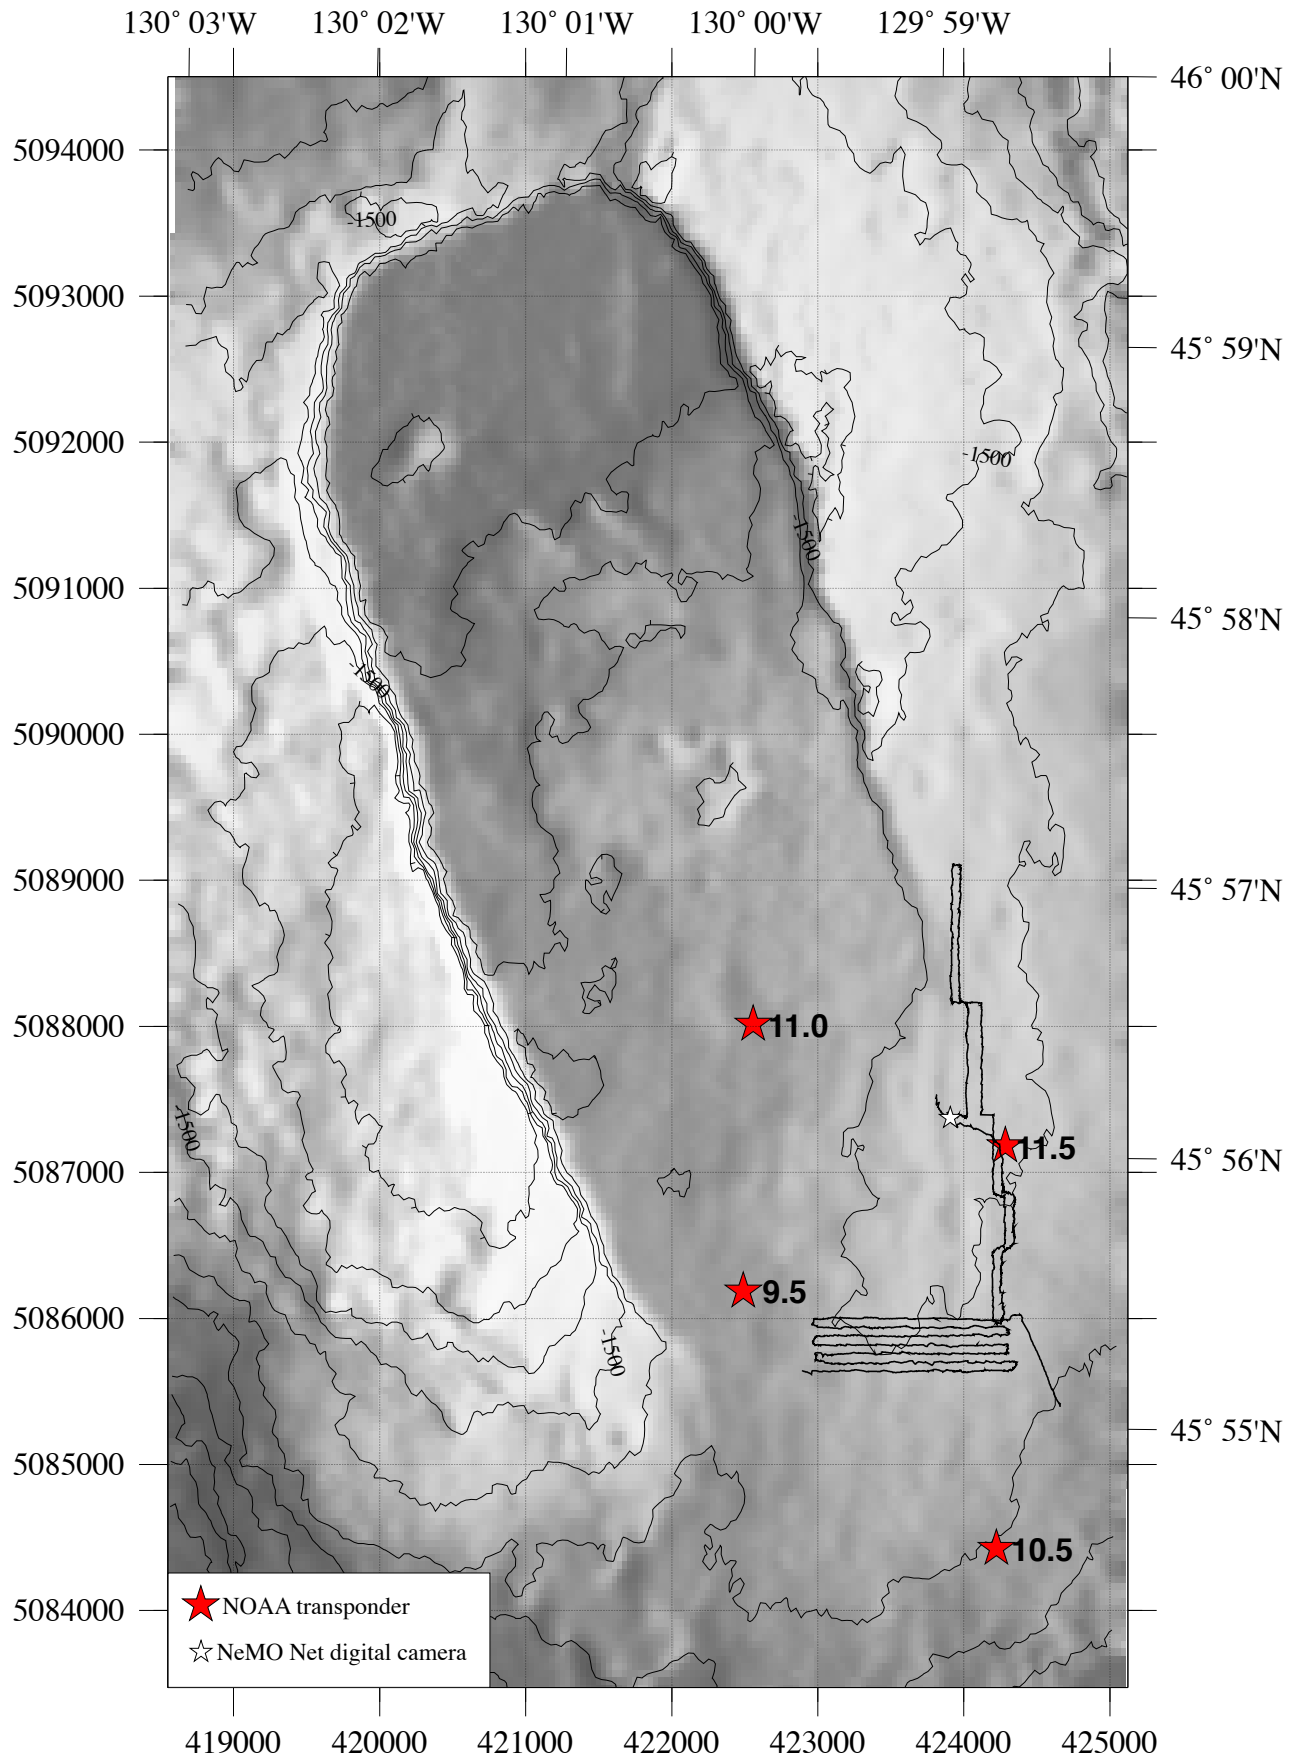 130° 03'W 130° 02'W 130° 01'W 130° 00'W 129° 59'W
46° 00'N
5094000
-1500
5093000
45° 59'N
5092000
-1500
-1500
5091000
45° 58'N
-1500
5090000
5089000
45° 57'N
5088000
11.0
-1500
11.5
5087000
45° 56'N
9.5
5086000
-1500
45° 55'N
5085000
10.5
5084000
NOAA transponder
NeMO Net digital camera
419000 420000 421000 422000 423000 424000 425000